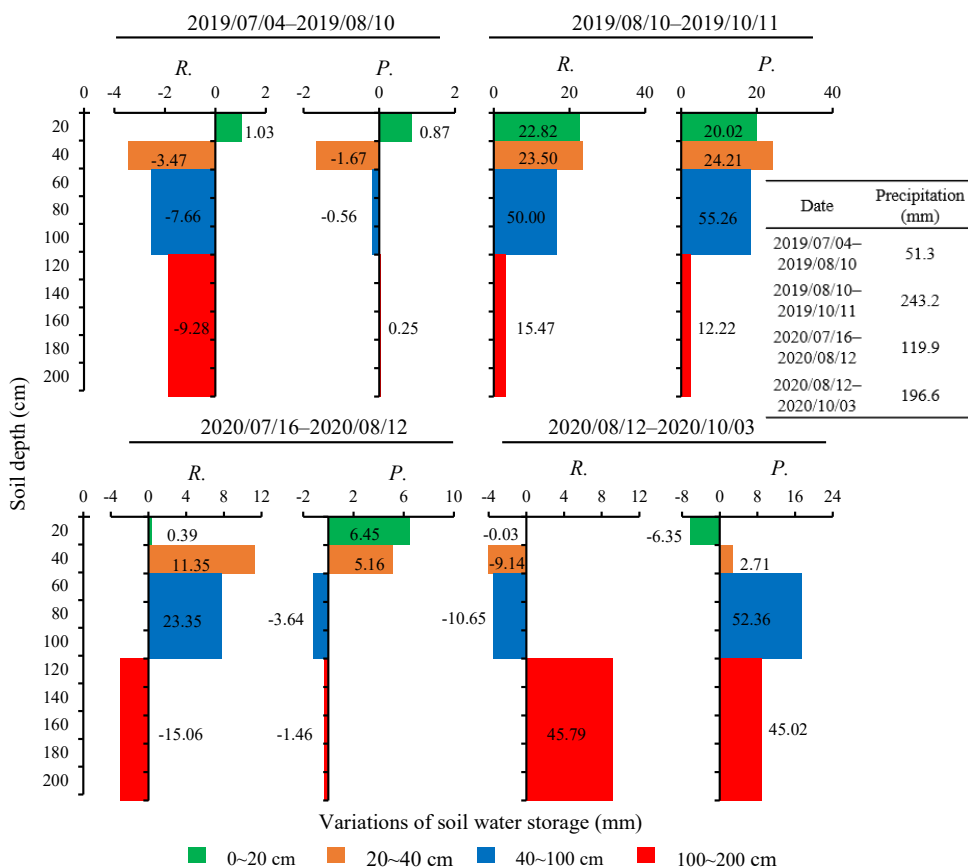 2019/07/04–2019/08/10
2019/08/10–2019/10/11
R.
P.
R.
P.
0 -4 -2 0 2
-2 0 2
0 20 40
0 20 40
20
40
60
80
100
120
140
160
180
200
1.03
-3.47
-7.66
-9.28
0.87
-1.67
-0.56
0.25
22.82
23.50
50.00
15.47
20.02
24.21
55.26
12.22
Date
Precipitation
(mm)
2019/07/04–
2019/08/10
51.3
2019/08/10–
2019/10/11
243.2
2020/07/16–
2020/08/12
119.9
2020/08/12–
2020/10/03
196.6
Soil depth (cm)
2020/07/16–2020/08/12
2020/08/12–2020/10/03
R.
P.
R.
P.
0 -4 0 4 8 12
-2 2 6 10
-4 0 4 8 12
-8 0 8 16 24
20
40
60
80
100
120
140
160
180
200
0.39
11.35
23.35
-15.06
6.45
5.16
-3.64
-1.46
-0.03
-9.14
-10.65
45.79
-6.35
2.71
52.36
45.02
Variations of soil water storage (mm)
0~20 cm
20~40 cm
40~100 cm
100~200 cm